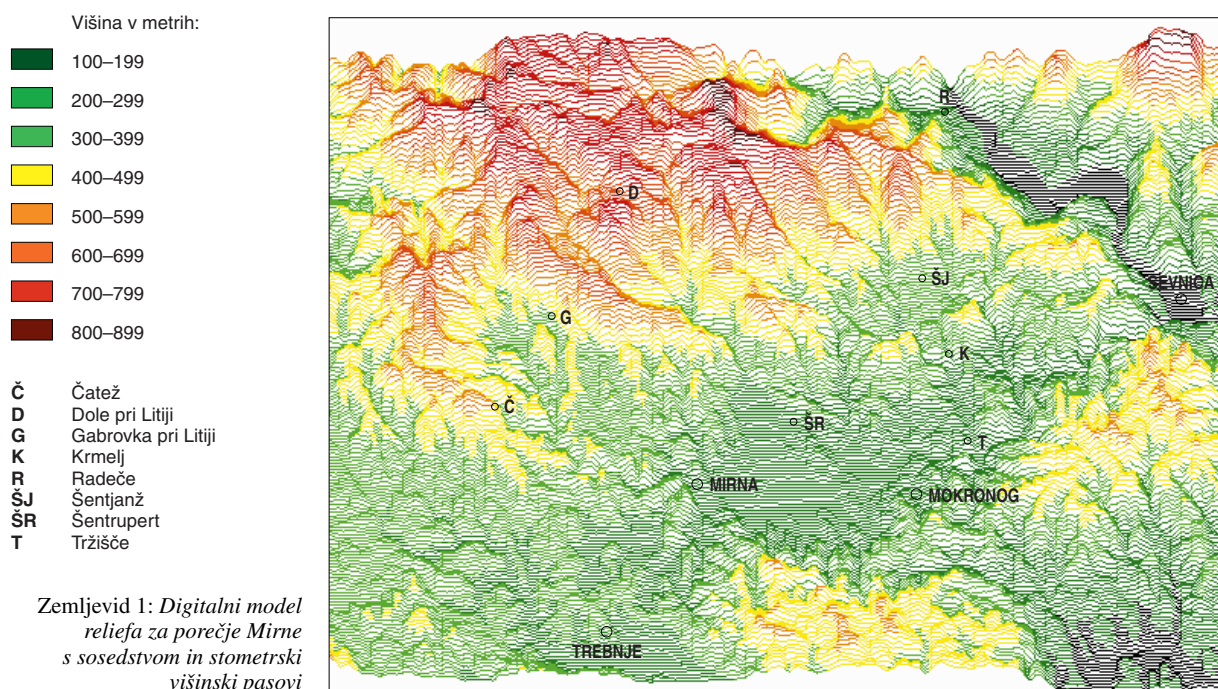 Višina v metrih:
100–199
200–299
300–399
400–499
500–599
600–699
700–799
800–899
Č Čatež
D Dole pri Litiji
G Gabrovka pri Litiji
K Krmelj
R Radeče
ŠJ Šentjanž
ŠR Šentrupert
T Tržišče
Zemljevid 1: Digitalni model
reliefa za porečje Mirne
s sosedstvom in stometrski
višinski pasovi
R
D
ŠJ
SEVNICA
G
K
Č
ŠR
T
MIRNA
MOKRONOG
TREBNJE